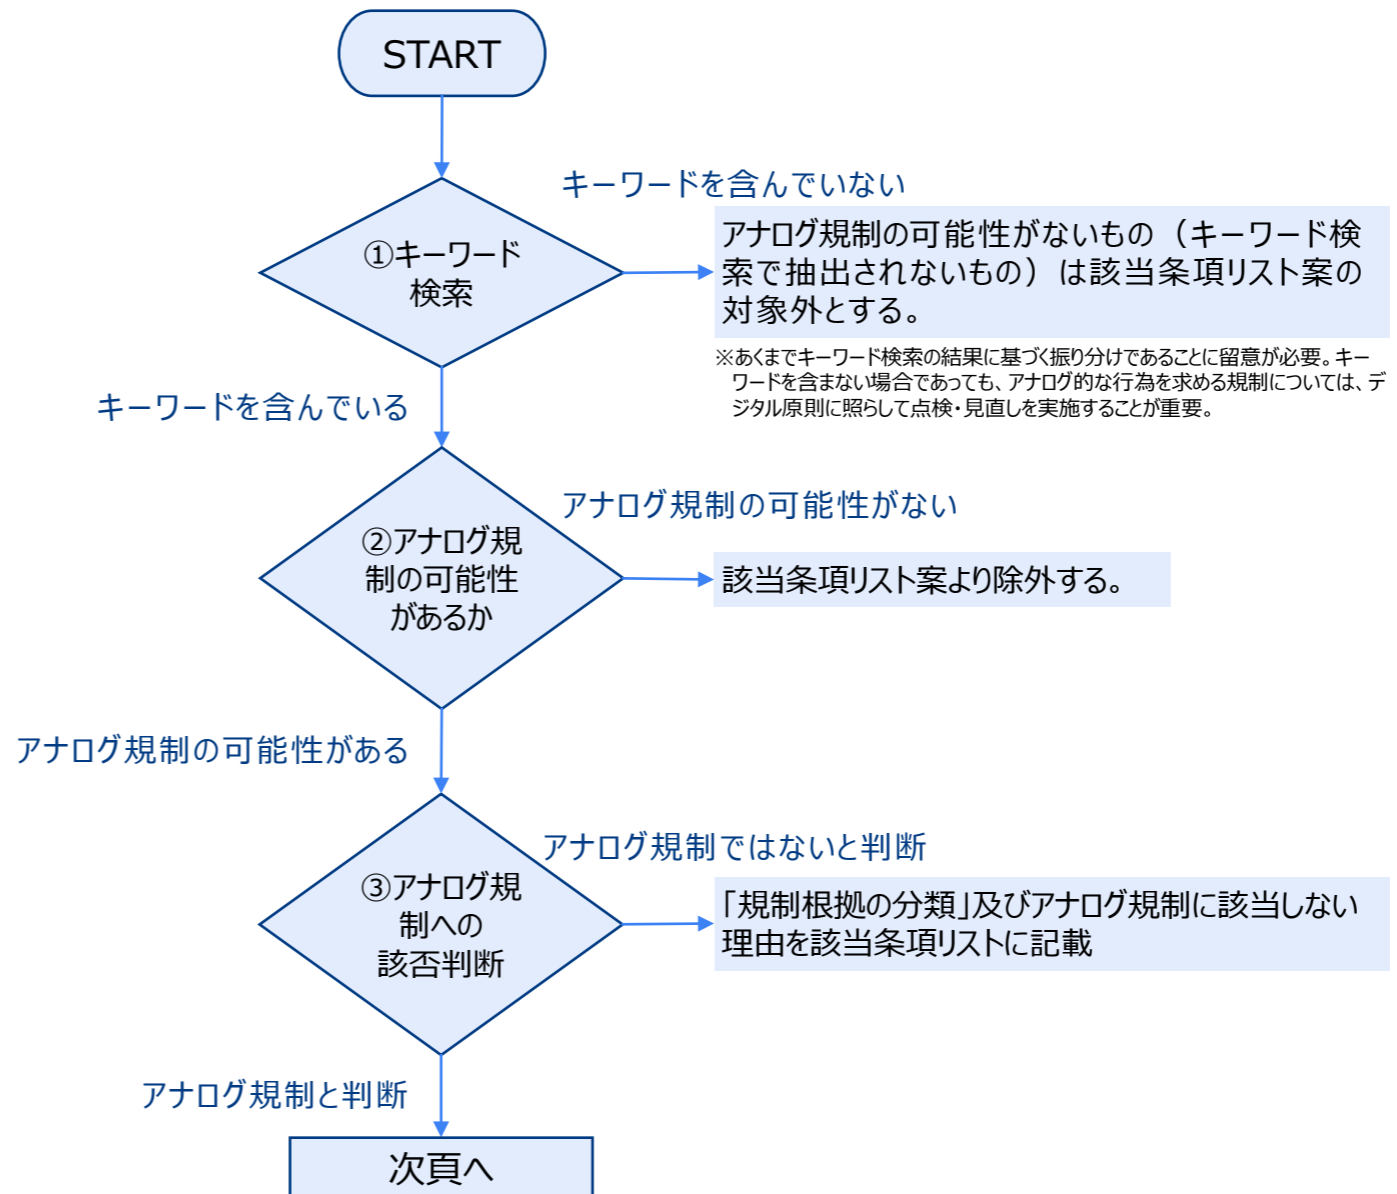 START
キーワードを含んでいない
①キーワード
検索
アナログ規制の可能性がないもの（キーワード検
索で抽出されないもの）は該当条項リスト案の
対象外とする。
※あくまでキーワード検索の結果に基づく振り分けであることに留意が必要。キー
ワードを含まない場合であっても、アナログ的な行為を求める規制については、デ
ジタル原則に照らして点検・見直しを実施することが重要。
キーワードを含んでいる
アナログ規制の可能性がない
②アナログ規
制の可能性
があるか
該当条項リスト案より除外する。
アナログ規制の可能性がある
アナログ規制ではないと判断
③アナログ規
制への
該否判断
「規制根拠の分類」及びアナログ規制に該当しない
理由を該当条項リストに記載
アナログ規制と判断
次頁へ